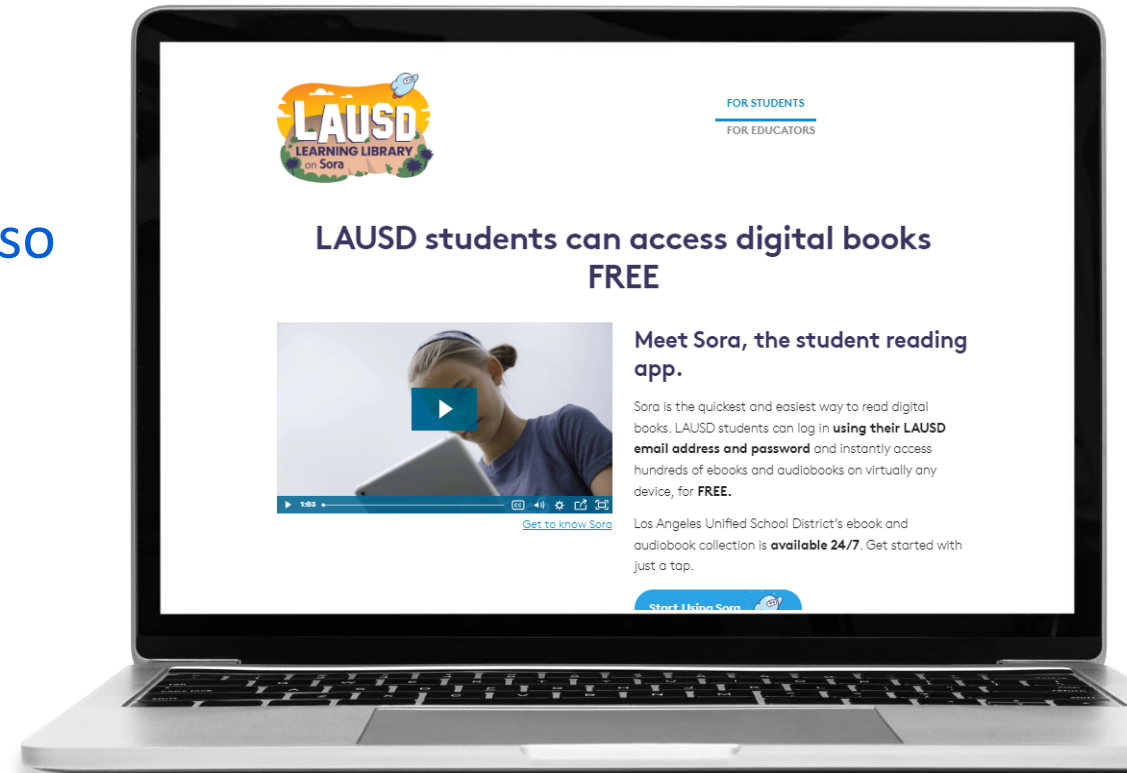 so
LAUSD
LEARNING LIBRARY
on Sora
FOR STUDENTS
FOR EDUCATORS
LAUSD students can access digital books
FREE
1:03
CC
Get to know Sora
Meet Sora, the student reading
app.
Sora is the quickest and easiest way to read digital
books. LAUSD students can log in using their LAUSD
email address and password and instantly access
hundreds of ebooks and audiobooks on virtually any
device, for FREE.
Los Angeles Unified School District's ebook and
audiobook collection is available 24/7. Get started with
just a tap.
Start Using Sora